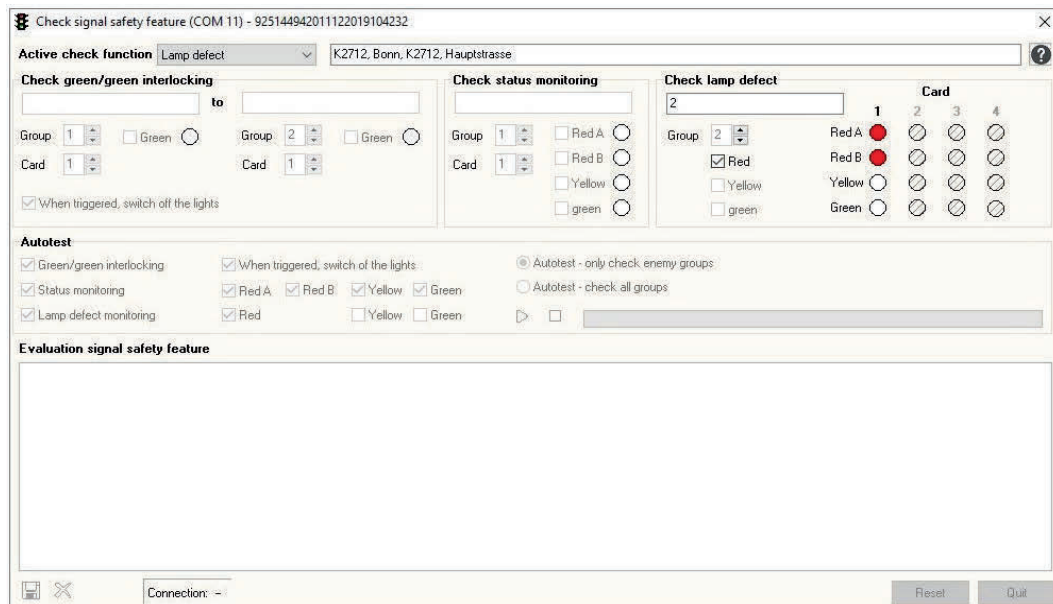 Check signal safety feature (COM 11) - 925144942011122019104232
Active check function Lamp defect K2712, Bonn, K2712, Hauptstrasse
Check green/green interlocking
to
Group 1 Green Group 2 Green
Card 1 Card 1
When triggered, switch off the lights
Check status monitoring
Group 1 Red A
Card 1 Red B
Yellow
green
Check lamp defect
2
Group 2
Red
Yellow
green
Card
1 2 3 4
Red A
Red B
Yellow
Green
Autotest
Green/green interlocking When triggered, switch of the lights Autotest - only check enemy groups
Status monitoring Red A Red B Yellow Green Autotest - check all groups
Lamp defect monitoring Red Yellow Green
Evaluation signal safety feature
Connection: - Reset Quit